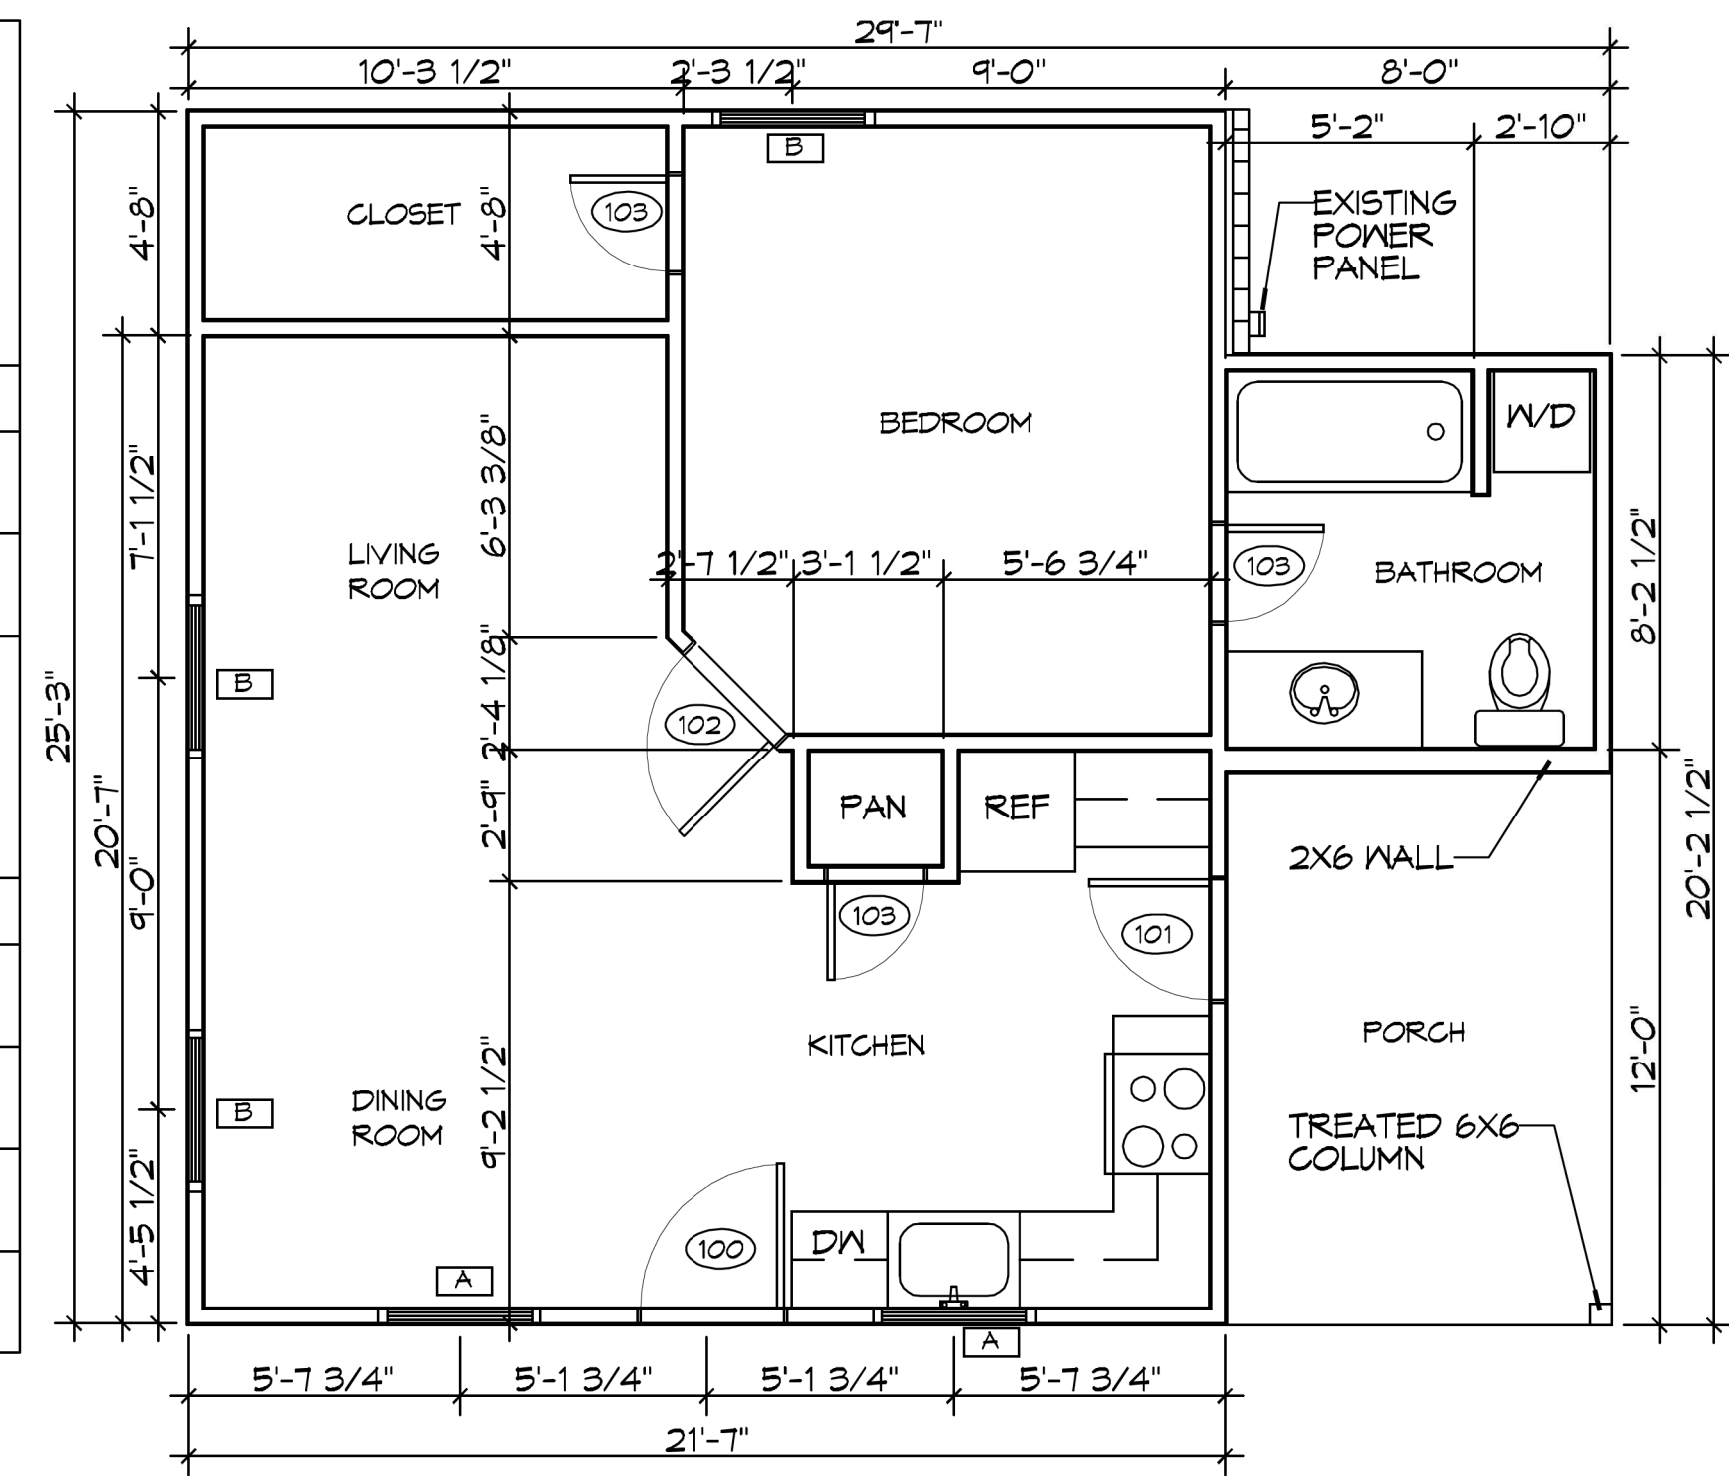 29'-7"
10'-3 1/2"
2'-3 1/2"
9'-0"
8'-0"
5'-2"
2'-10"
B
EXISTING
POWER
PANEL
4'-8"
CLOSET
4'-8"
103
BEDROOM
W/D
7'-1 1/2"
6'-3 3/8"
LIVING
ROOM
2'-7 1/2"
3'-1 1/2"
5'-6 3/4"
103
BATHROOM
8'-2 1/2"
25'-3"
B
2'-4 1/8"
102
20'-7"
2'-9"
PAN
REF
2X6 WALL
20'-2 1/2"
9'-0"
103
101
KITCHEN
PORCH
12'-0"
B
DINING
ROOM
9'-2 1/2"
TREATED 6X6
COLUMN
4'-5 1/2"
A
100
DW
A
5'-7 3/4"
5'-1 3/4"
5'-1 3/4"
5'-7 3/4"
21'-7"